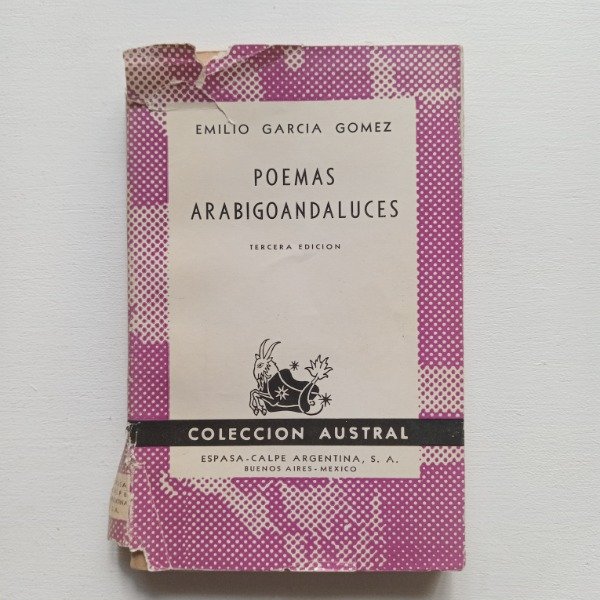 EMILIO GARCIA GOMEZ
POEMAS
ARABIGOANDALUCES
TERCERA EDICION
COLECCION AUSTRAL
ESPASA-CALPE ARGENTINA, S. A.
BUENOS AIRES - MEXICO